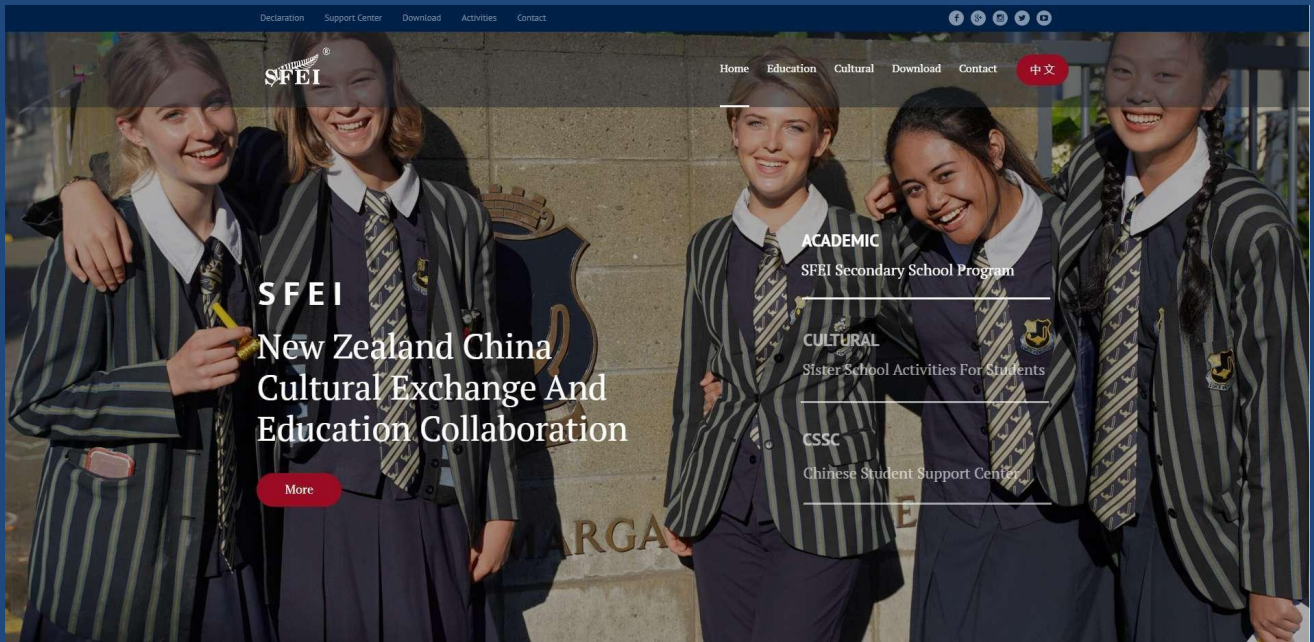 Declaration Support Center Download Activities Contact
SFEI ®
Home Education Cultural Download Contact 中文
ACADEMIC
SFEI Secondary School Program
SFEI
New Zealand China
Cultural Exchange And
Education Collaboration
More
CULTURAL
Sister School Activities For Students
CSSC
Chinese Student Support Center
MARGA
E